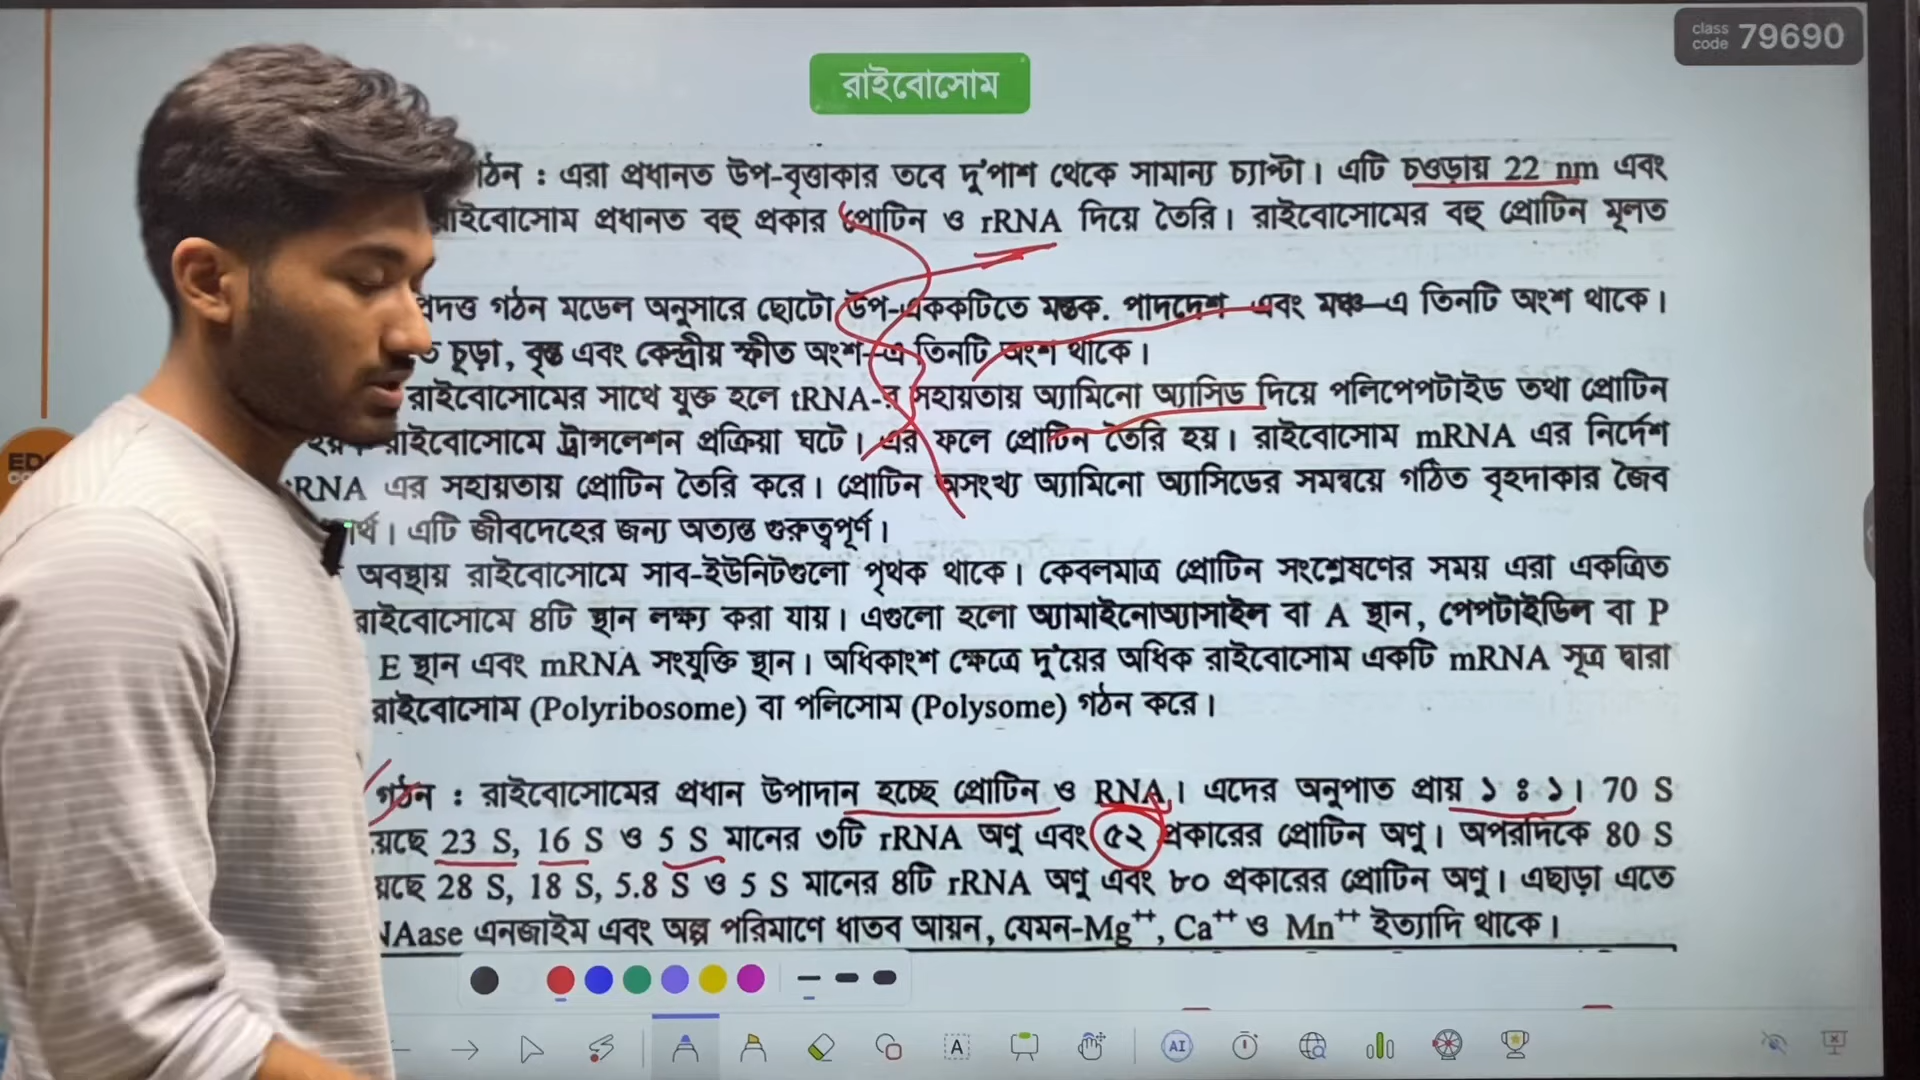 class code 79690
রাইবোসোম
গঠন : এরা প্রধানত উপ-বৃত্তাকার তবে দু'পাশ থেকে সামান্য চ্যাপ্টা। এটি চওড়ায় 22 nm এবং
রাইবোসোম প্রধানত বহু প্রকার প্রোটিন ও rRNA দিয়ে তৈরি। রাইবোসোমের বহু প্রোটিন মূলত
প্রদত্ত গঠন মডেল অনুসারে ছোটো উপ-এককটিতে মস্তক, পাদদেশ এবং মঞ্চ-এ তিনটি অংশ থাকে।
চূড়া, বৃন্ত এবং কেন্দ্রীয় স্ফীত অংশ-এ তিনটি অংশ থাকে।
রাইবোসোমের সাথে যুক্ত হলে tRNA-র সহায়তায় অ্যামিনো অ্যাসিড দিয়ে পলিপেপটাইড তথা প্রোটিন
রাইবোসোমে ট্রান্সলেশন প্রক্রিয়া ঘটে। এর ফলে প্রোটিন তৈরি হয়। রাইবোসোম mRNA এর নির্দেশ
RNA এর সহায়তায় প্রোটিন তৈরি করে। প্রোটিন অসংখ্য অ্যামিনো অ্যাসিডের সমন্বয়ে গঠিত বৃহদাকার জৈব
। এটি জীবদেহের জন্য অত্যন্ত গুরুত্বপূর্ণ।
অবস্থায় রাইবোসোমে সাব-ইউনিটগুলো পৃথক থাকে। কেবলমাত্র প্রোটিন সংশ্লেষণের সময় এরা একত্রিত
রাইবোসোমে ৪টি স্থান লক্ষ্য করা যায়। এগুলো হলো অ্যামাইনোঅ্যাসাইল বা A স্থান, পেপটাইডিল বা P
E স্থান এবং mRNA সংযুক্তি স্থান। অধিকাংশ ক্ষেত্রে দু'য়ের অধিক রাইবোসোম একটি mRNA সূত্র দ্বারা
রাইবোসোম (Polyribosome) বা পলিসোম (Polysome) গঠন করে।
গঠন : রাইবোসোমের প্রধান উপাদান হচ্ছে প্রোটিন ও RNA। এদের অনুপাত প্রায় ১ ঃ ১। 70 S
য়েছে 23 S, 16 S ও 5 S মানের ৩টি rRNA অণু এবং ৫২ প্রকারের প্রোটিন অণু। অপরদিকে 80 S
য়েছে 28 S, 18 S, 5.8 S ও 5 S মানের ৪টি rRNA অণু এবং ৮০ প্রকারের প্রোটিন অণু। এছাড়া এতে
NAase এনজাইম এবং অল্প পরিমাণে ধাতব আয়ন, যেমন-Mg⁺⁺, Ca⁺⁺ ও Mn⁺⁺ ইত্যাদি থাকে।
A AI